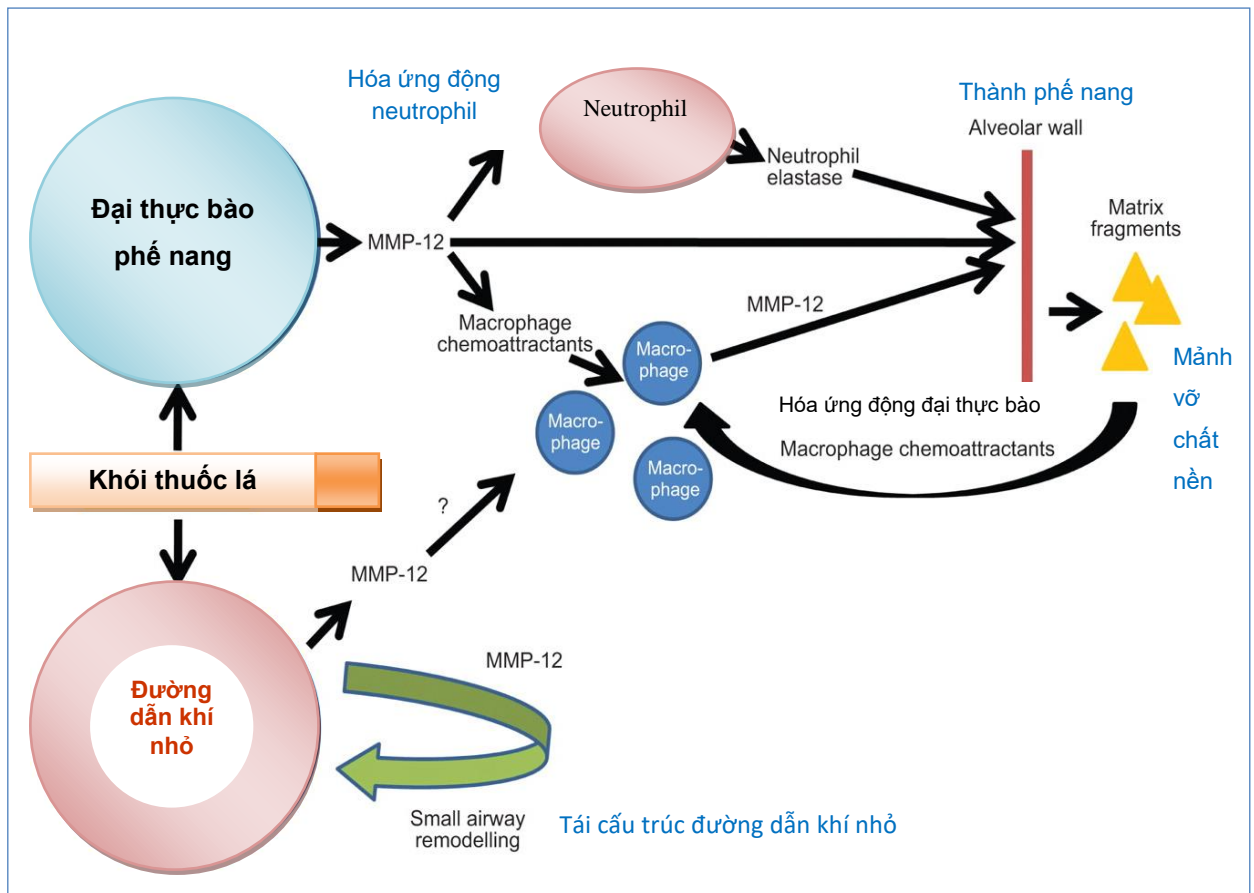 Hóa ứng động
neutrophil
Neutrophil
Thành phế nang
Alveolar wall
Neutrophil
elastase
Matrix
fragments
Đại thực bào
phế nang
MMP-12
MMP-12
Macrophage
chemoattractants
Macro-
phage
Macro-
phage
Macro-
phage
Mảnh
vỡ
chất
nền
Hóa ứng động đại thực bào
Macrophage chemoattractants
Khói thuốc lá
?
MMP-12
MMP-12
Đường
dẫn khí
nhỏ
Small airway
remodelling
Tái cấu trúc đường dẫn khí nhỏ